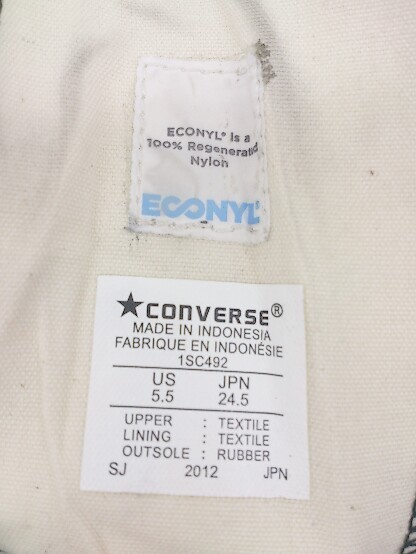 ECONYL® is a
100% Regenerated
Nylon
ECONYL®
★CONVERSE®
MADE IN INDONESIA
FABRIQUE EN INDONÉSIE
1SC492
US JPN
5.5 24.5
UPPER : TEXTILE
LINING : TEXTILE
OUTSOLE : RUBBER
SJ 2012 JPN